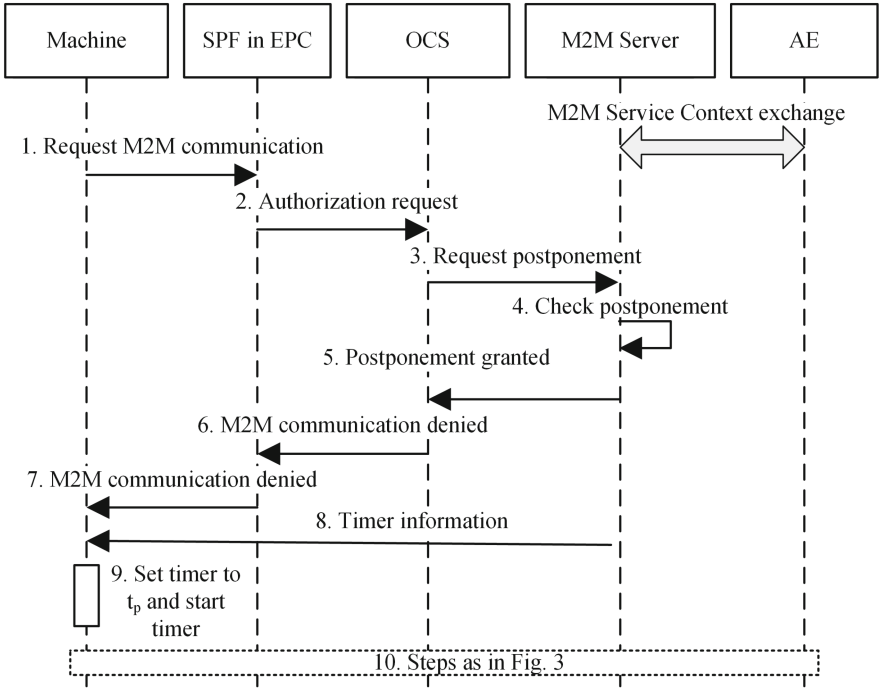 Machine
SPF in EPC
OCS
M2M Server
AE
M2M Service Context exchange
1. Request M2M communication
2. Authorization request
3. Request postponement
4. Check postponement
5. Postponement granted
6. M2M communication denied
7. M2M communication denied
8. Timer information
9. Set timer to
tp and start
timer
10. Steps as in Fig. 3